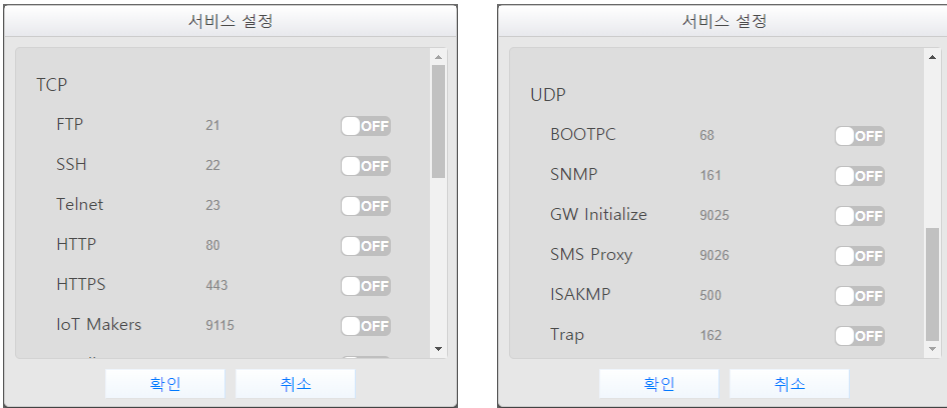 서비스 설정
TCP
FTP 21 OFF
SSH 22 OFF
Telnet 23 OFF
HTTP 80 OFF
HTTPS 443 OFF
IoT Makers 9115 OFF
확인 취소
서비스 설정
UDP
BOOTPC 68 OFF
SNMP 161 OFF
GW Initialize 9025 OFF
SMS Proxy 9026 OFF
ISAKMP 500 OFF
Trap 162 OFF
확인 취소